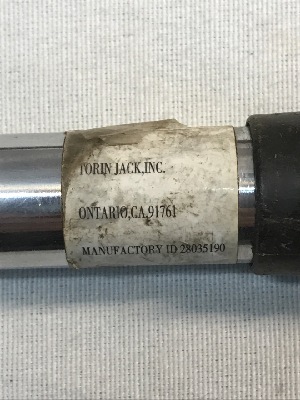 TORIN JACK,INC.
ONTARIO,CA,91761
MANUFACTORY ID 28035190